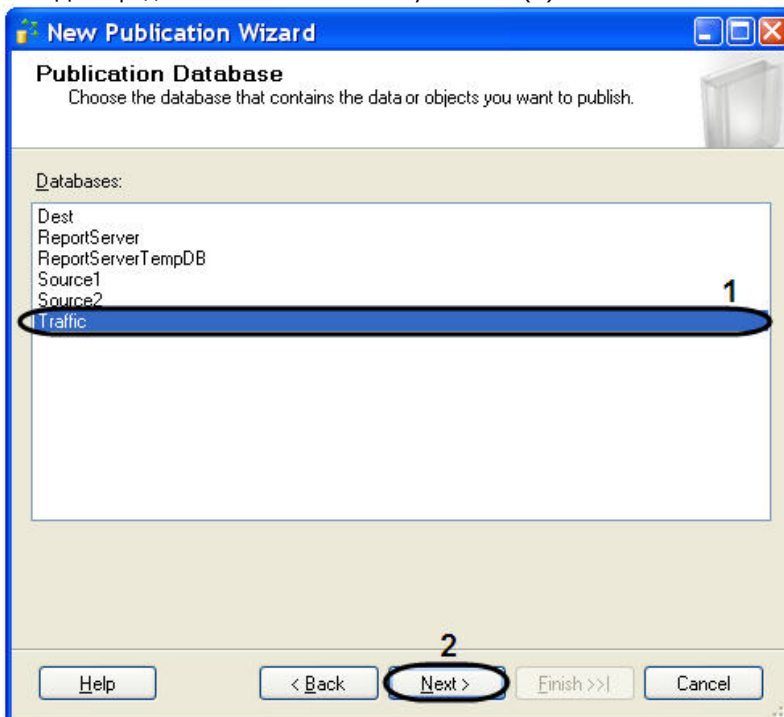 New Publication Wizard
Publication Database
Choose the database that contains the data or objects you want to publish.
Databases:
Dest
ReportServer
ReportServerTempDB
Source1
Source2
1
Traffic
2
Help
< Back
Next >
Finish >>|
Cancel